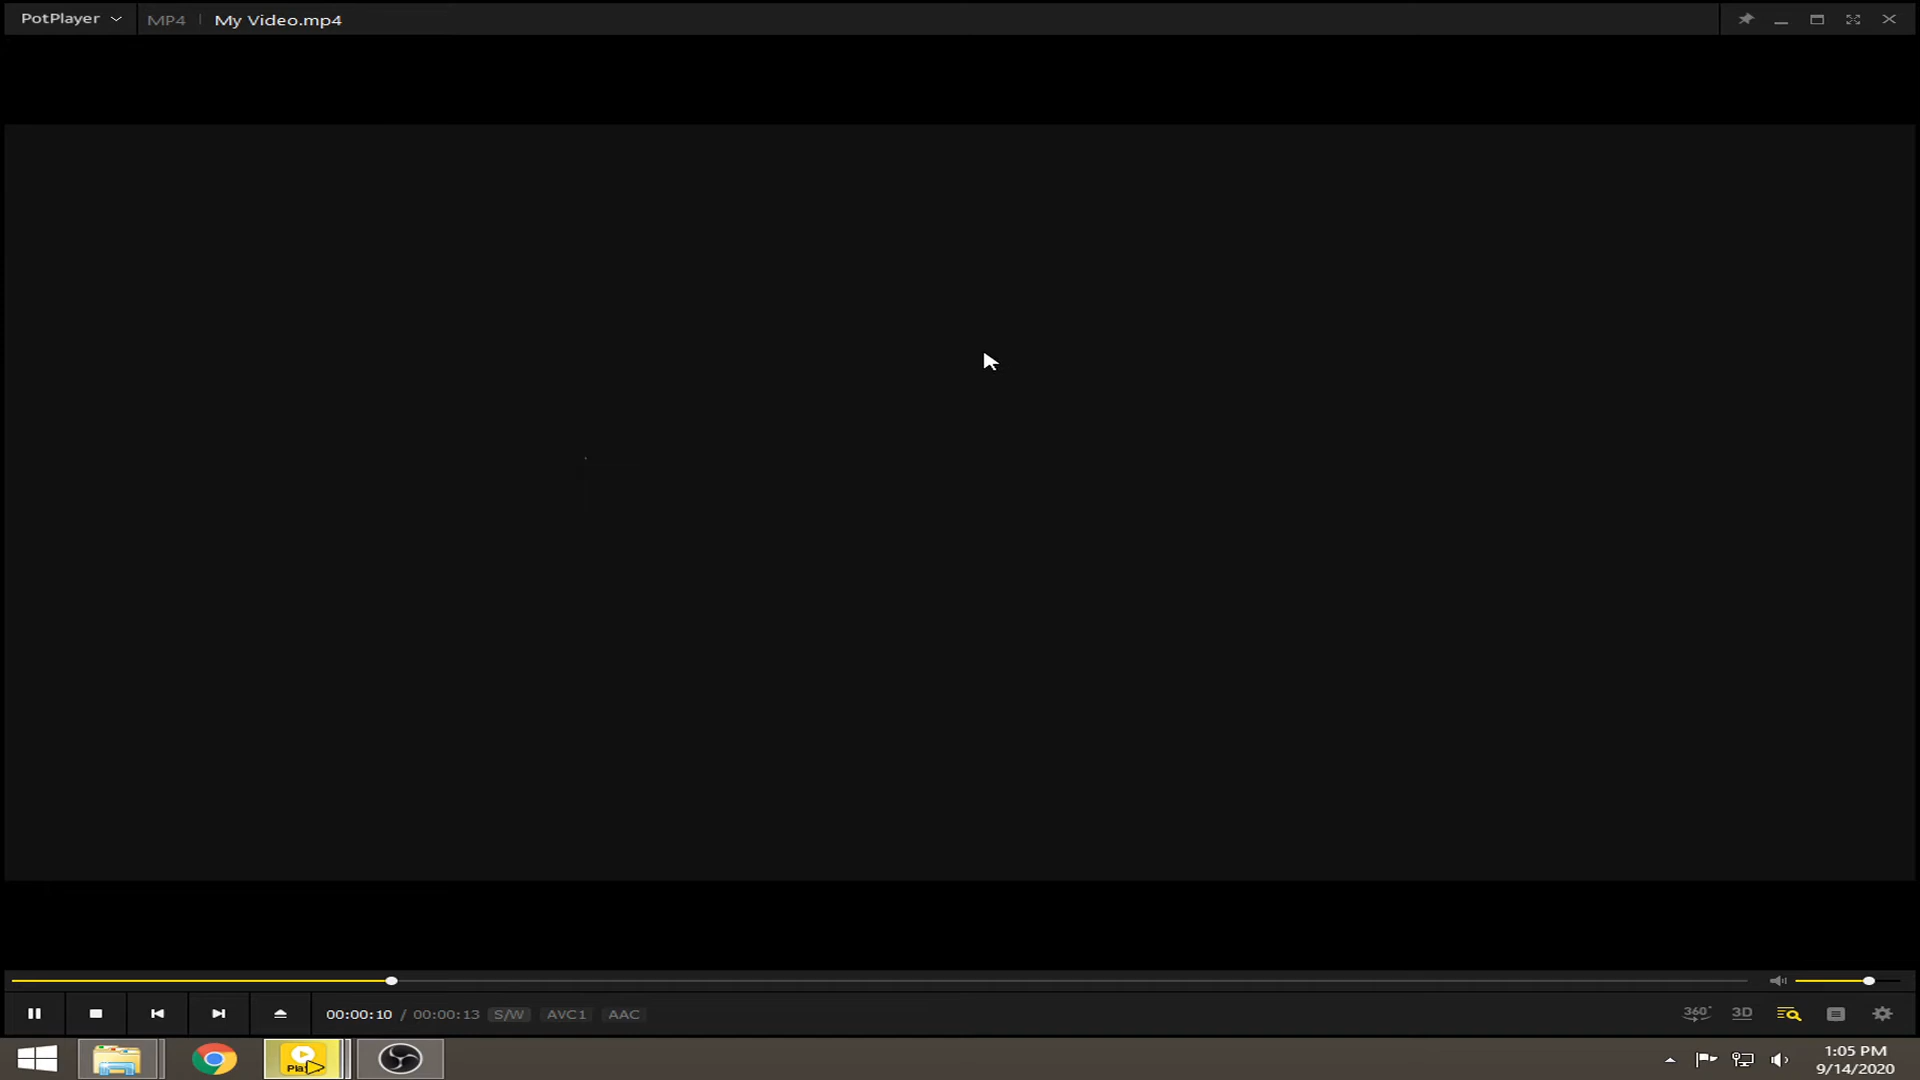 PotPlayer MP4 My Video.mp4
00:00:10 / 00:00:13 S/W AVC1 AAC
360° 3D
1:05 PM
9/14/2020